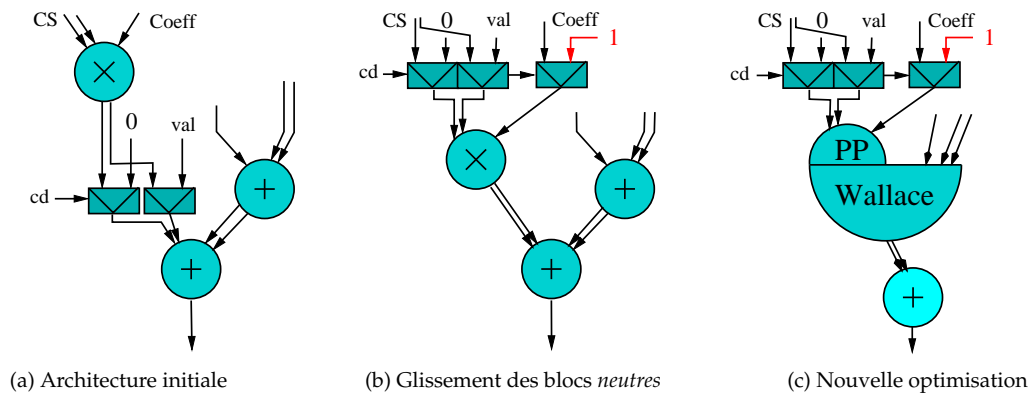 CS
Coeff
×
0
val
cd
+
+
(a) Architecture initiale
CS
0
val
Coeff
1
cd
×
+
+
(b) Glissement des blocs neutres
CS
0
val
Coeff
1
cd
PP
Wallace
+
(c) Nouvelle optimisation